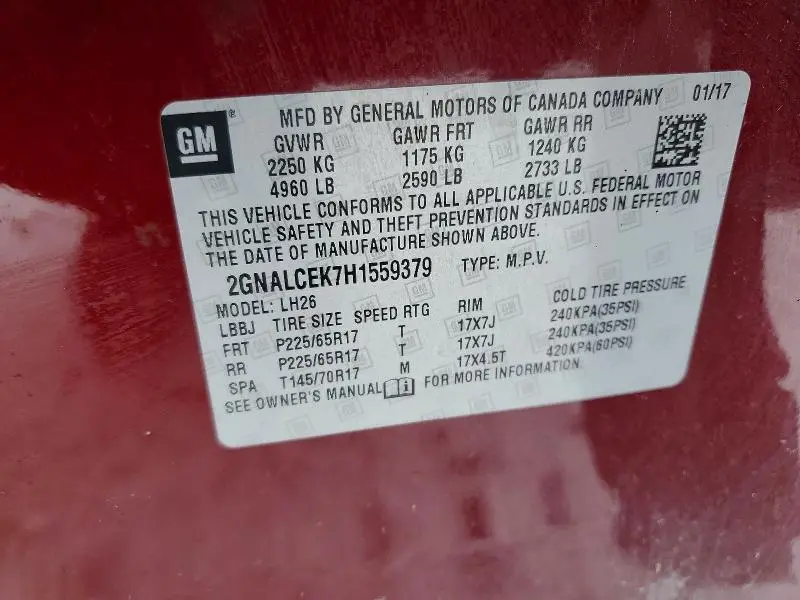 GM ® MFD BY GENERAL MOTORS OF CANADA COMPANY 01/17
GVWR GAWR FRT GAWR RR
2250 KG 1175 KG 1240 KG
4960 LB 2590 LB 2733 LB
THIS VEHICLE CONFORMS TO ALL APPLICABLE U.S. FEDERAL MOTOR
VEHICLE SAFETY AND THEFT PREVENTION STANDARDS IN EFFECT ON
THE DATE OF MANUFACTURE SHOWN ABOVE.
2GNALCEK7H1559379 TYPE: M.P.V.
MODEL: LH26
LBBJ TIRE SIZE SPEED RTG RIM COLD TIRE PRESSURE
FRT P225/65R17 T 17X7J 240KPA(35PSI)
RR P225/65R17 T 17X7J 240KPA(35PSI)
SPA T145/70R17 M 17X4.5T 420KPA(60PSI)
SEE OWNER'S MANUAL FOR MORE INFORMATION.